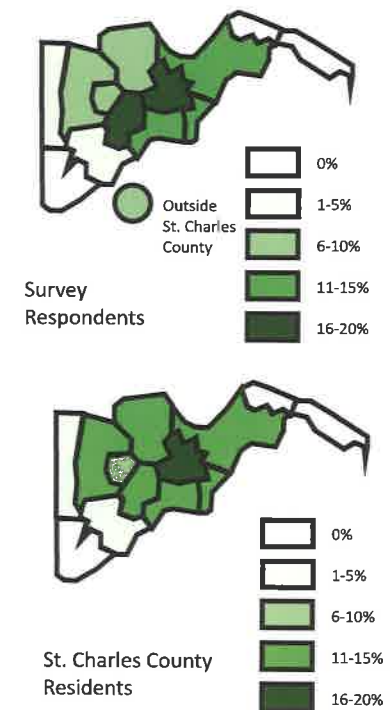 Outside
St. Charles
County
0%
1-5%
6-10%
11-15%
16-20%
Survey
Respondents
0%
1-5%
6-10%
11-15%
16-20%
St. Charles County
Residents